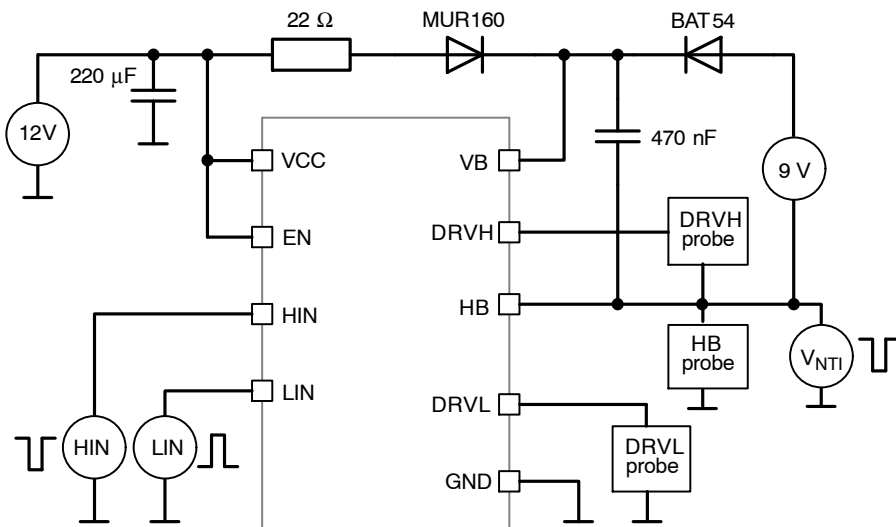 22 Ω
MUR160
BAT54
220 μF
12V
470 nF
9 V
VCC
VB
EN
DRVH
DRVH
probe
HIN
HB
HB
probe
VNTI
LIN
DRVL
HIN
LIN
DRVL
probe
GND